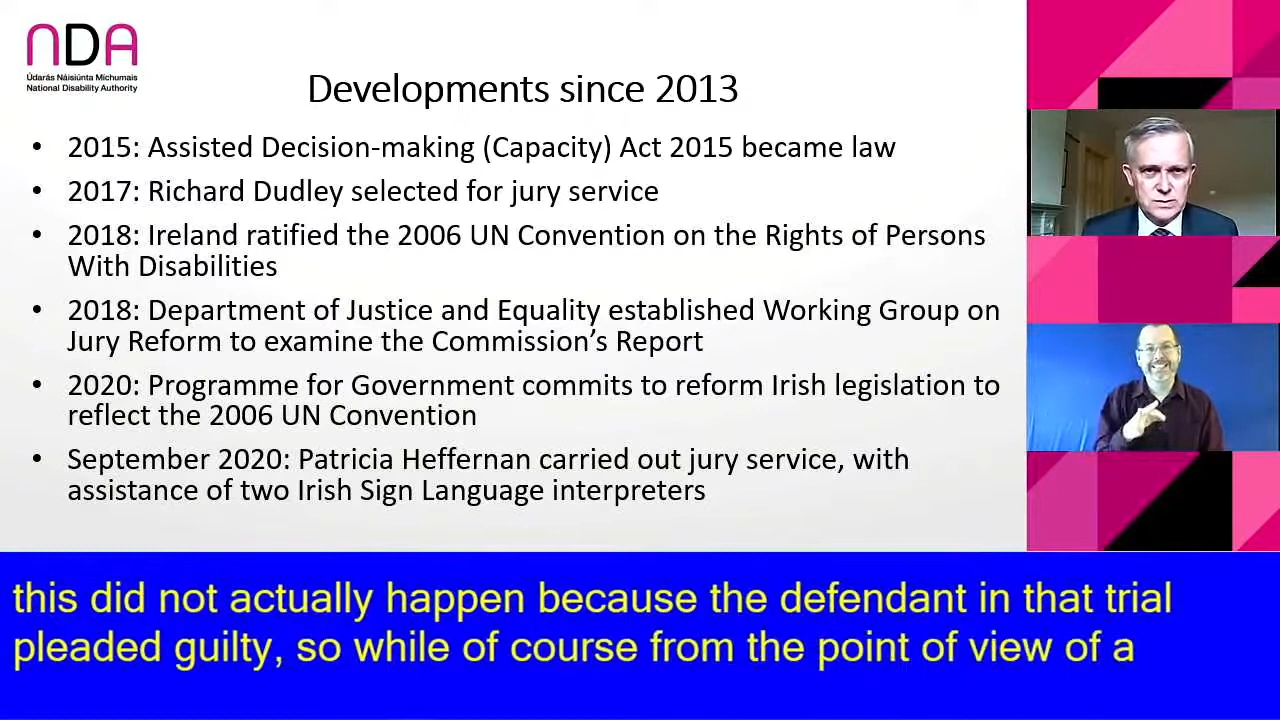 NDA
Údarás Náisiúnta Míchumais
National Disability Authority
Developments since 2013
• 2015: Assisted Decision-making (Capacity) Act 2015 became law
• 2017: Richard Dudley selected for jury service
• 2018: Ireland ratified the 2006 UN Convention on the Rights of Persons
With Disabilities
• 2018: Department of Justice and Equality established Working Group on
Jury Reform to examine the Commission’s Report
• 2020: Programme for Government commits to reform Irish legislation to
reflect the 2006 UN Convention
• September 2020: Patricia Heffernan carried out jury service, with
assistance of two Irish Sign Language interpreters
this did not actually happen because the defendant in that trial
pleaded guilty, so while of course from the point of view of a